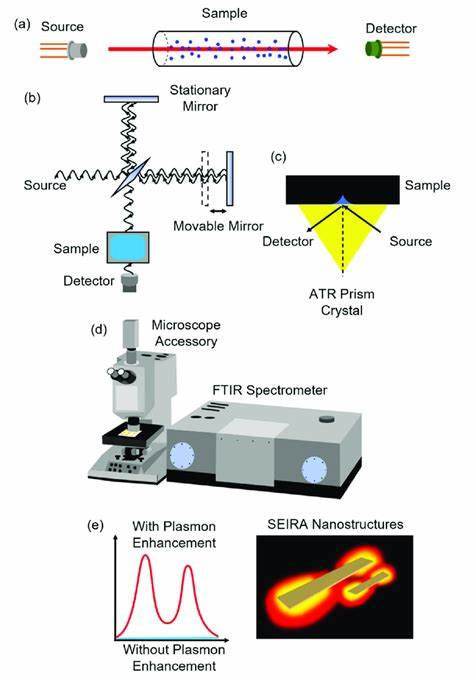 (a)
Source
Sample
Detector
(b)
Stationary
Mirror
Source
Movable Mirror
Sample
Detector
(c)
Sample
Detector
Source
ATR Prism
Crystal
(d)
Microscope
Accessory
FTIR Spectrometer
(e)
With Plasmon
Enhancement
Without Plasmon
Enhancement
SEIRA Nanostructures